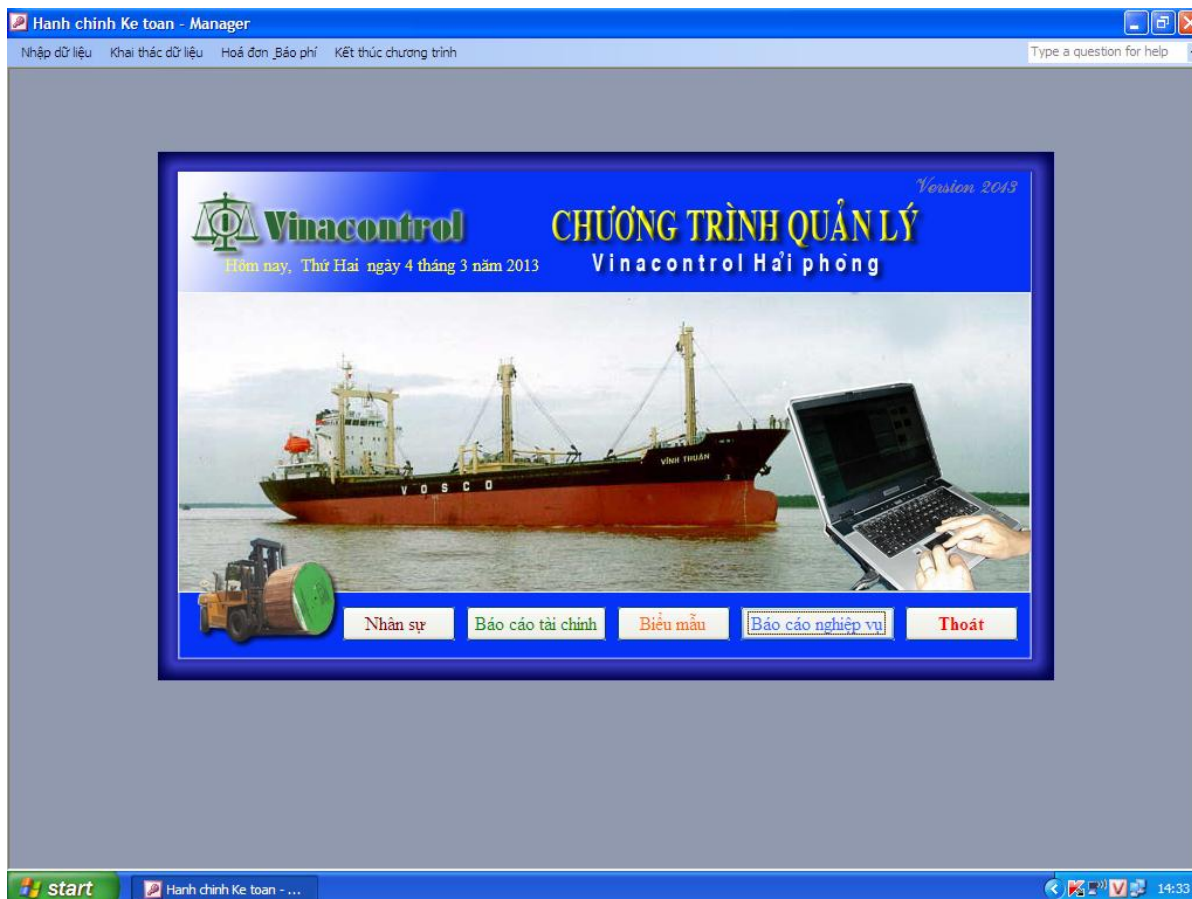 Hanh chinh Ke toan - Manager
Nhập dữ liệu Khai thác dữ liệu Hoá đơn _Báo phí Kết thúc chương trình
Type a question for help
Version 2013
Vinacontrol
CHƯƠNG TRÌNH QUẢN LÝ
Hôm nay, Thứ Hai ngày 4 tháng 3 năm 2013
Vinacontrol Hải phòng
VĨNH THUẬN
VOSCO
Nhân sự Báo cáo tài chính Biểu mẫu Báo cáo nghiệp vụ Thoát
start Hanh chinh Ke toan - ... K V 14:33